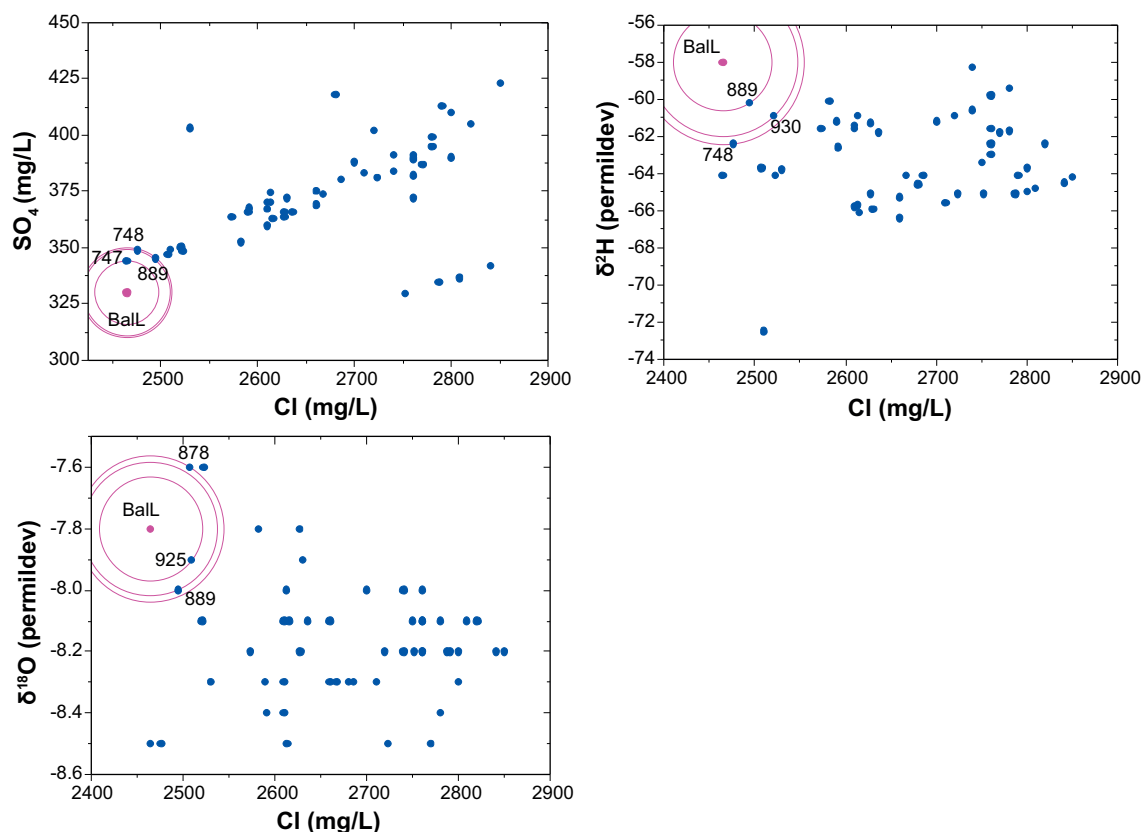 450
425
400
375
350
325
300
SO4 (mg/L)
748
747
889
BalL
2500 2600 2700 2800 2900
Cl (mg/L)
-56
-58
-60
-62
-64
-66
-68
-70
-72
-74
δ²H (permildev)
BalL
889
930
748
2400 2500 2600 2700 2800 2900
Cl (mg/L)
-7.6
-7.8
-8.0
-8.2
-8.4
-8.6
δ¹⁸O (permildev)
878
BalL
925
889
2400 2500 2600 2700 2800 2900
Cl (mg/L)